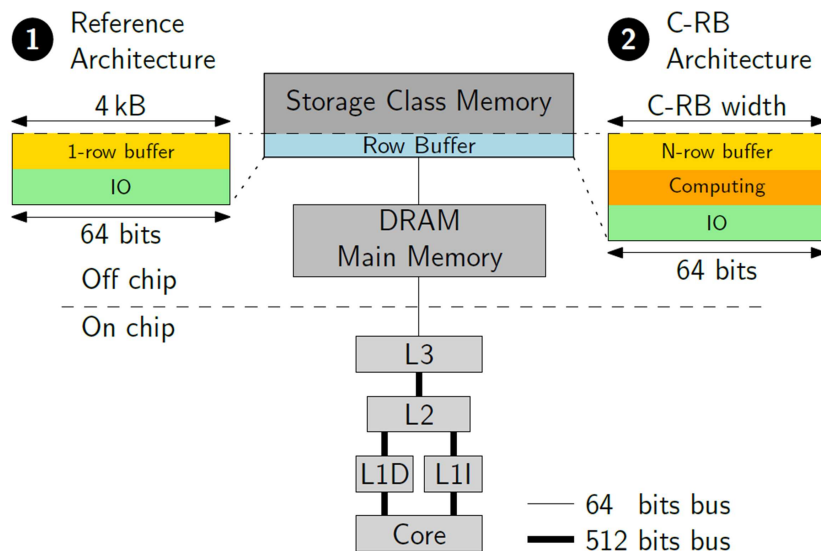 1 Reference
Architecture
4 kB
1-row buffer
IO
64 bits
Storage Class Memory
Row Buffer
DRAM
Main Memory
2 C-RB
Architecture
C-RB width
N-row buffer
Computing
IO
64 bits
Off chip
On chip
L3
L2
L1D
L1I
Core
64 bits bus
512 bits bus